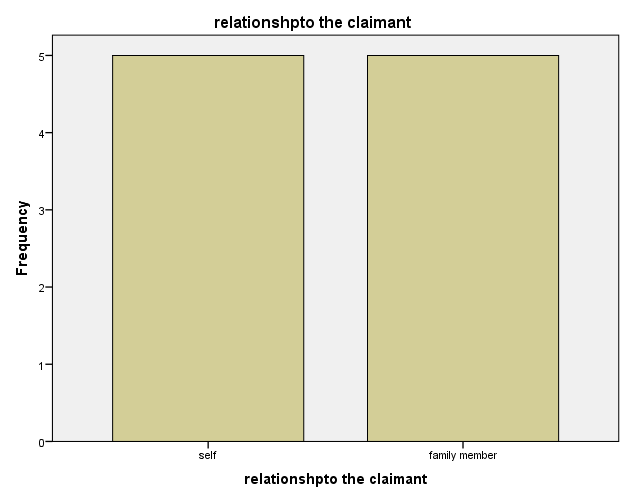 relationshpto the claimant
Frequency
5
4
3
2
1
0
self
family member
relationshpto the claimant